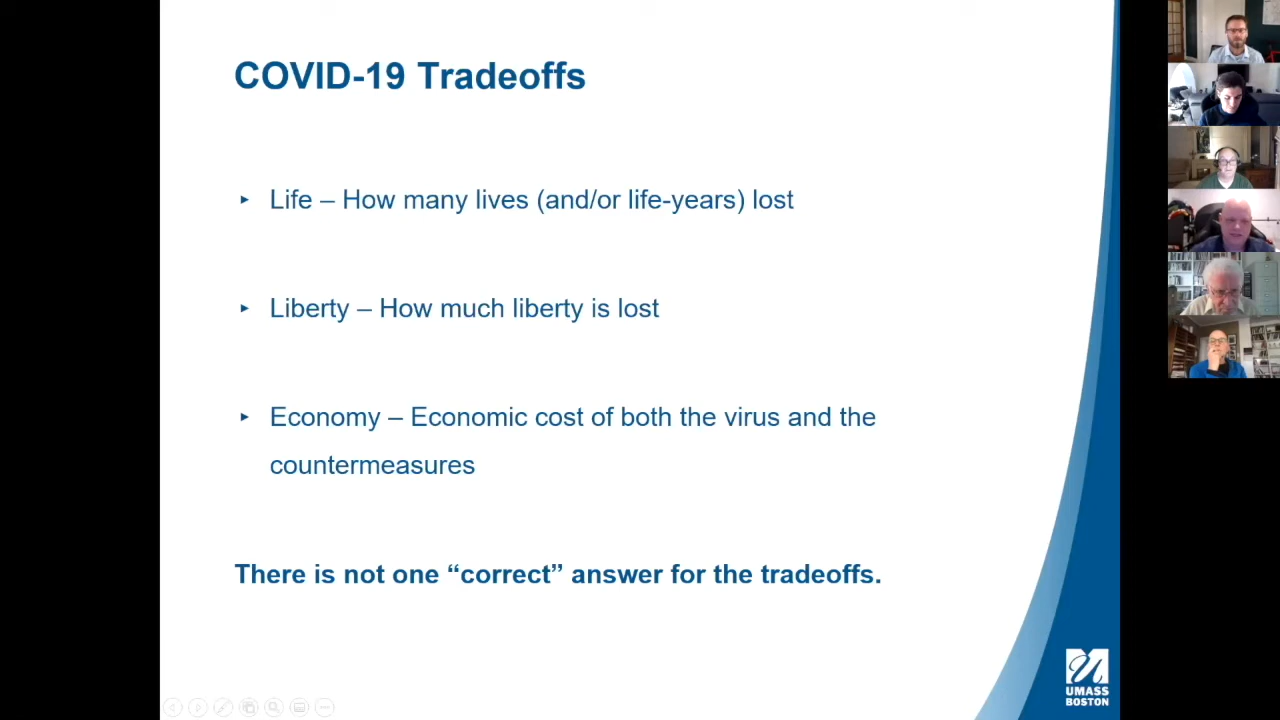 COVID-19 Tradeoffs
Life – How many lives (and/or life-years) lost
Liberty – How much liberty is lost
Economy – Economic cost of both the virus and the
countermeasures
There is not one “correct” answer for the tradeoffs.
UMASS
BOSTON